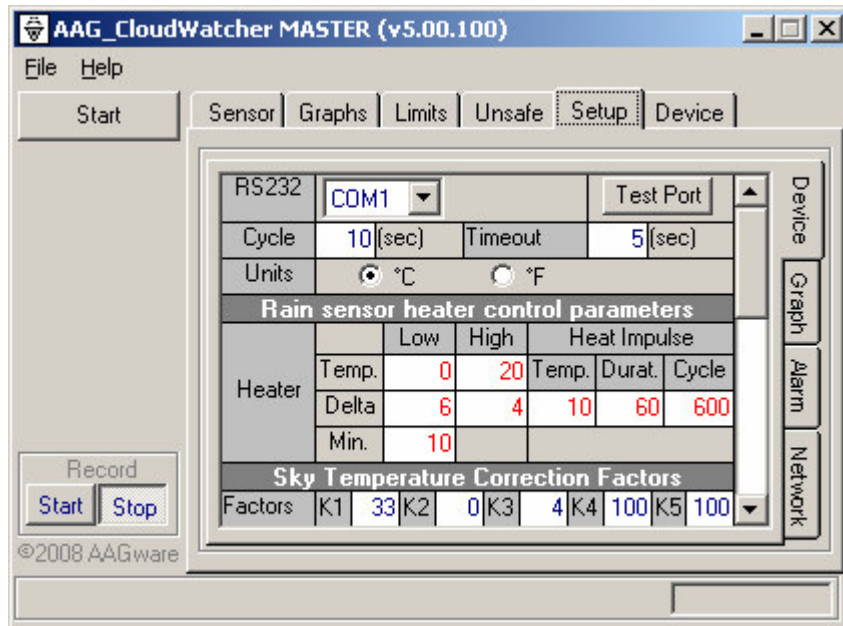 AAG_CloudWatcher MASTER (v5.00.100)
File Help
Start
Sensor Graphs Limits Unsafe Setup Device
RS232 COM1 Test Port
Cycle 10 (sec) Timeout 5 (sec)
Units °C °F
Rain sensor heater control parameters
Low High Heat Impulse
Heater
Temp. 0 20 Temp. Durat. Cycle
Delta 6 4 10 60 600
Min. 10
Sky Temperature Correction Factors
Factors K1 33 K2 0 K3 4 K4 100 K5 100
Device
Graph
Alarm
Network
Record
Start Stop
©2008 AAGware